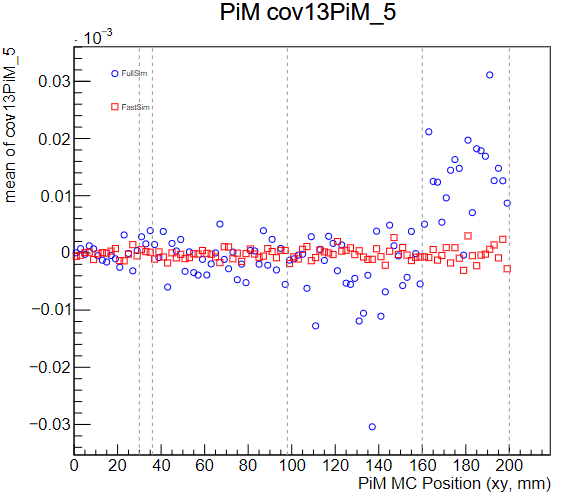 PiM cov13PiM_5
·10⁻³
mean of cov13PiM_5
0.03
0.02
0.01
0
−0.01
−0.02
−0.03
FullSim
FastSim
0 20 40 60 80 100 120 140 160 180 200
PiM MC Position (xy, mm)